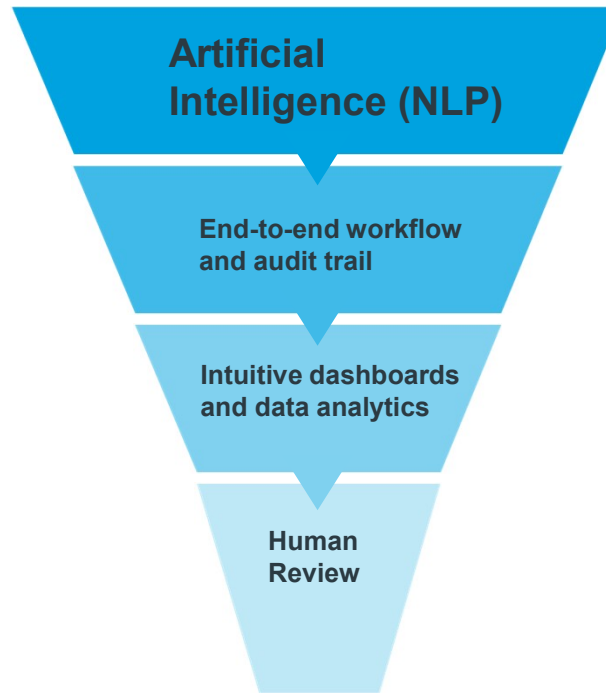 Artificial
Intelligence (NLP)
End-to-end workflow
and audit trail
Intuitive dashboards
and data analytics
Human
Review